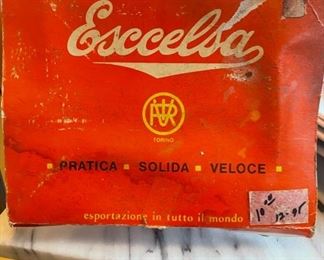 Esccelsa
TORINO
PRATICA ▪ SOLIDA ▪ VELOCE
esportazione in tutto il mondo